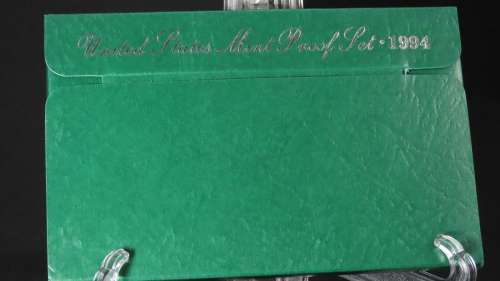 United States Mint Proof Set • 1994